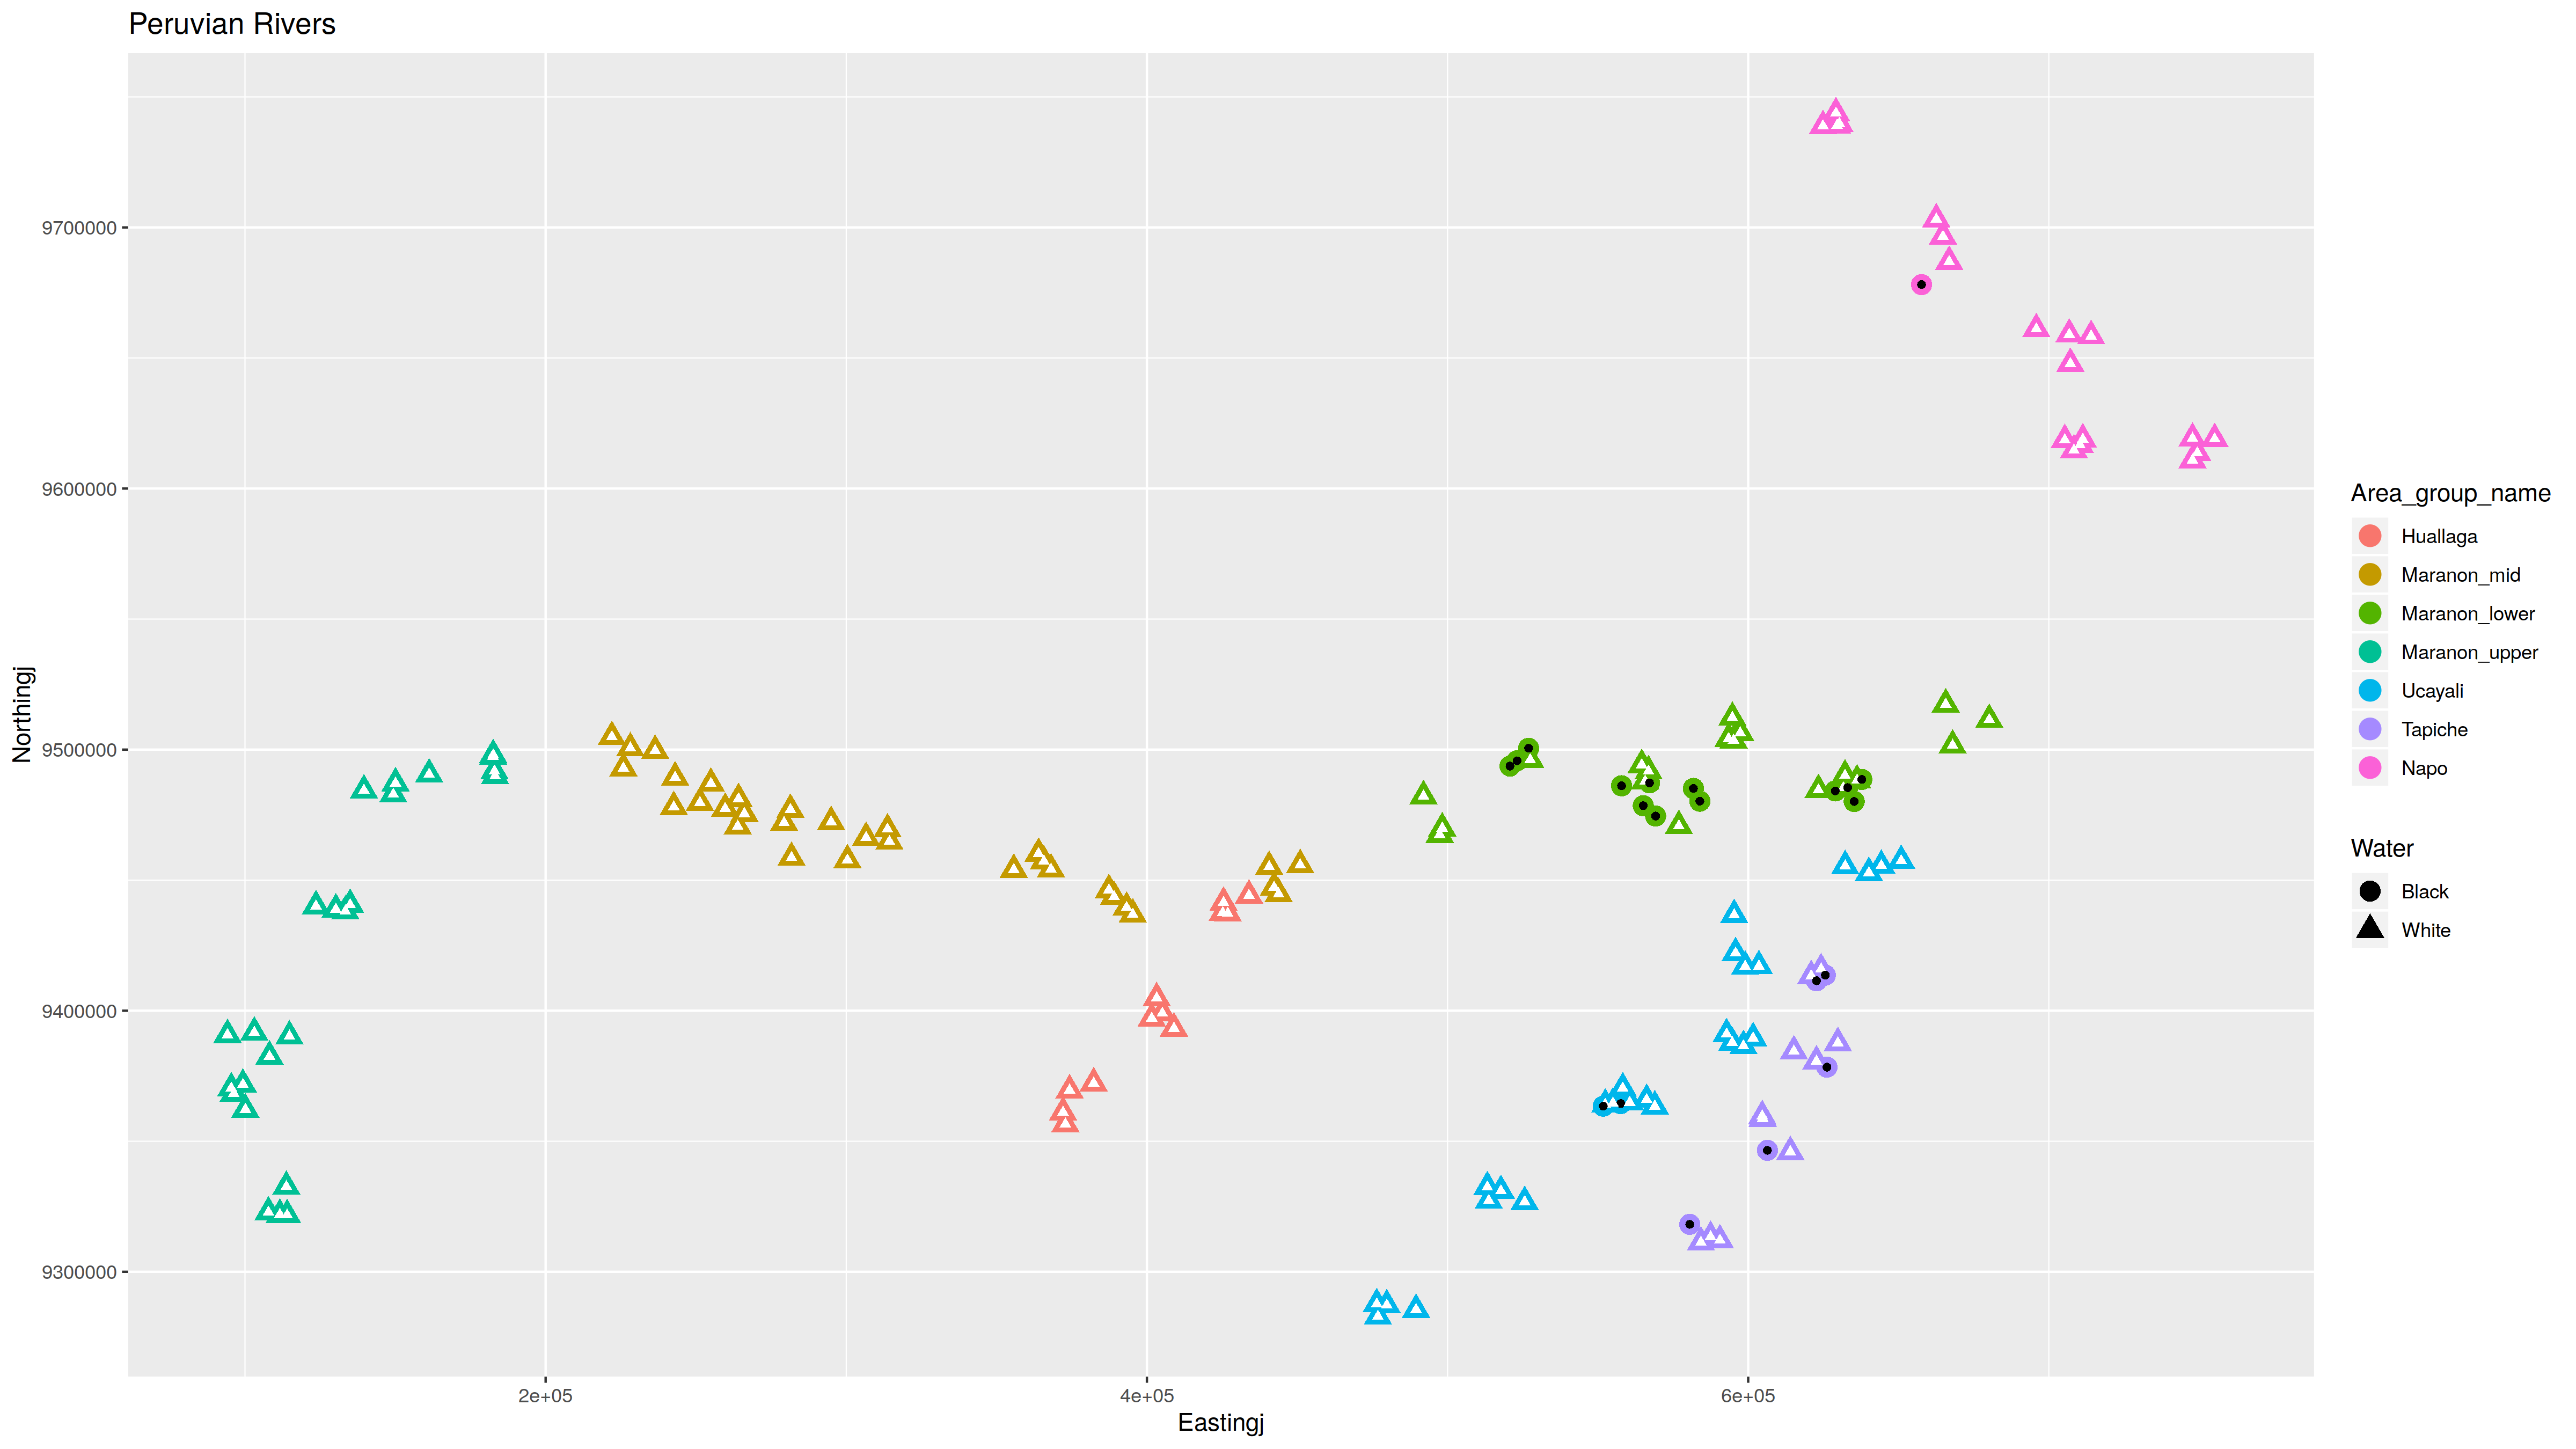 Peruvian Rivers
Northingj
9700000
9600000
9500000
9400000
9300000
2e+05
4e+05
6e+05
Eastingj
Area_group_name
Huallaga
Maranon_mid
Maranon_lower
Maranon_upper
Ucayali
Tapiche
Napo
Water
Black
White